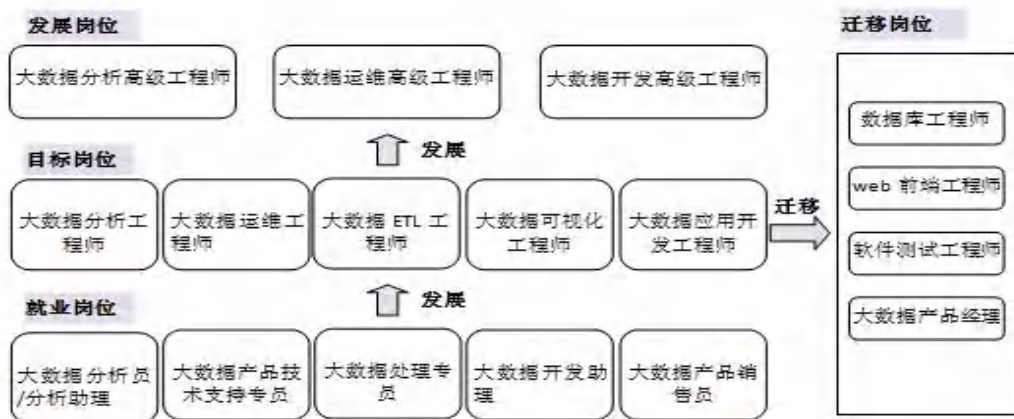 发展岗位
大数据分析高级工程师
大数据运维高级工程师
大数据开发高级工程师
发展
目标岗位
大数据分析工
程师
大数据运维工
程师
大数据 ETL 工
程师
大数据可视化
工程师
大数据应用开
发工程师
发展
就业岗位
大数据分析员
/分析助理
大数据产品技
术支持专员
大数据处理专
员
大数据开发助
理
大数据产品销
售员
迁移
迁移岗位
数据库工程师
web 前端工程师
软件测试工程师
大数据产品经理